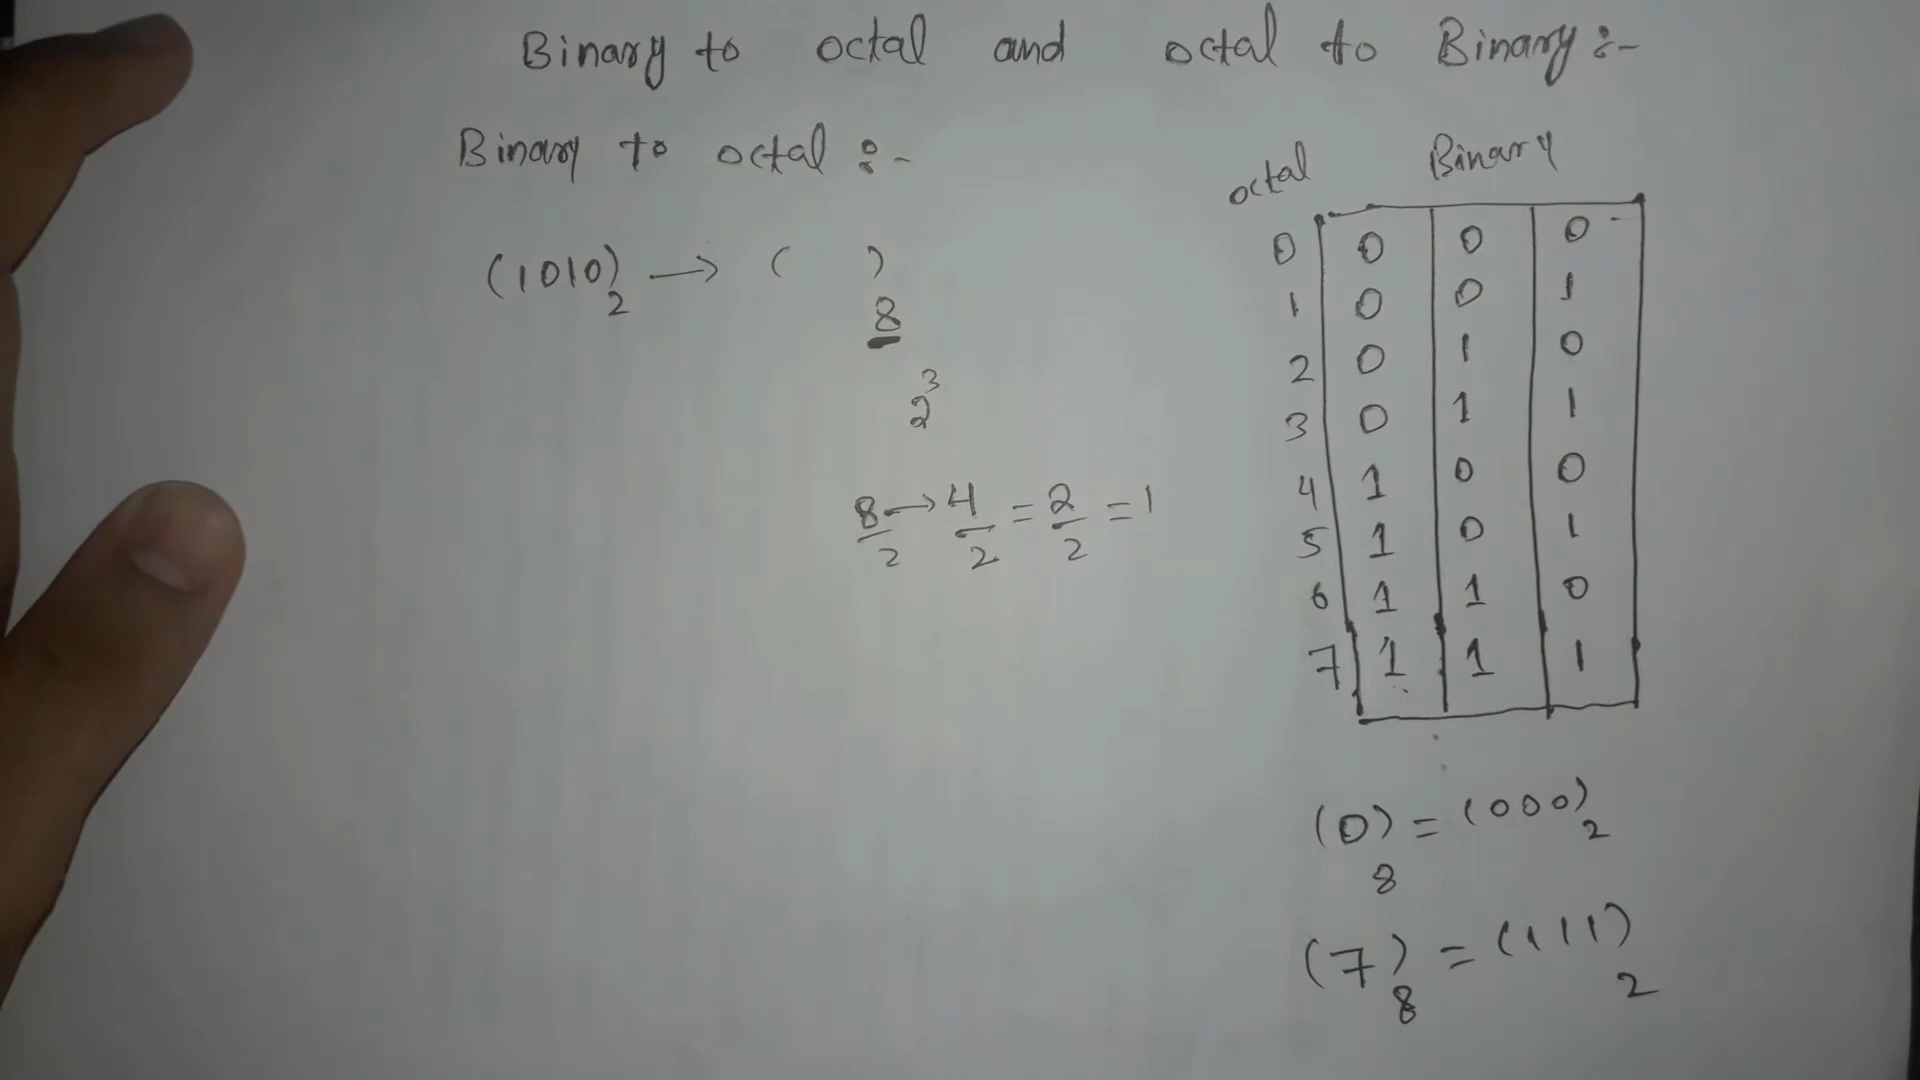 Binary to octal and octal to Binary :-
Binary to octal :-
(1010)₂ → ( )₈
2³
8/2 → 4/2 = 2/2 = 1
octal Binary
0 0 0 0
1 0 0 1
2 0 1 0
3 0 1 1
4 1 0 0
5 1 0 1
6 1 1 0
7 1 1 1
(0)₈ = (000)₂
(7)₈ = (111)₂